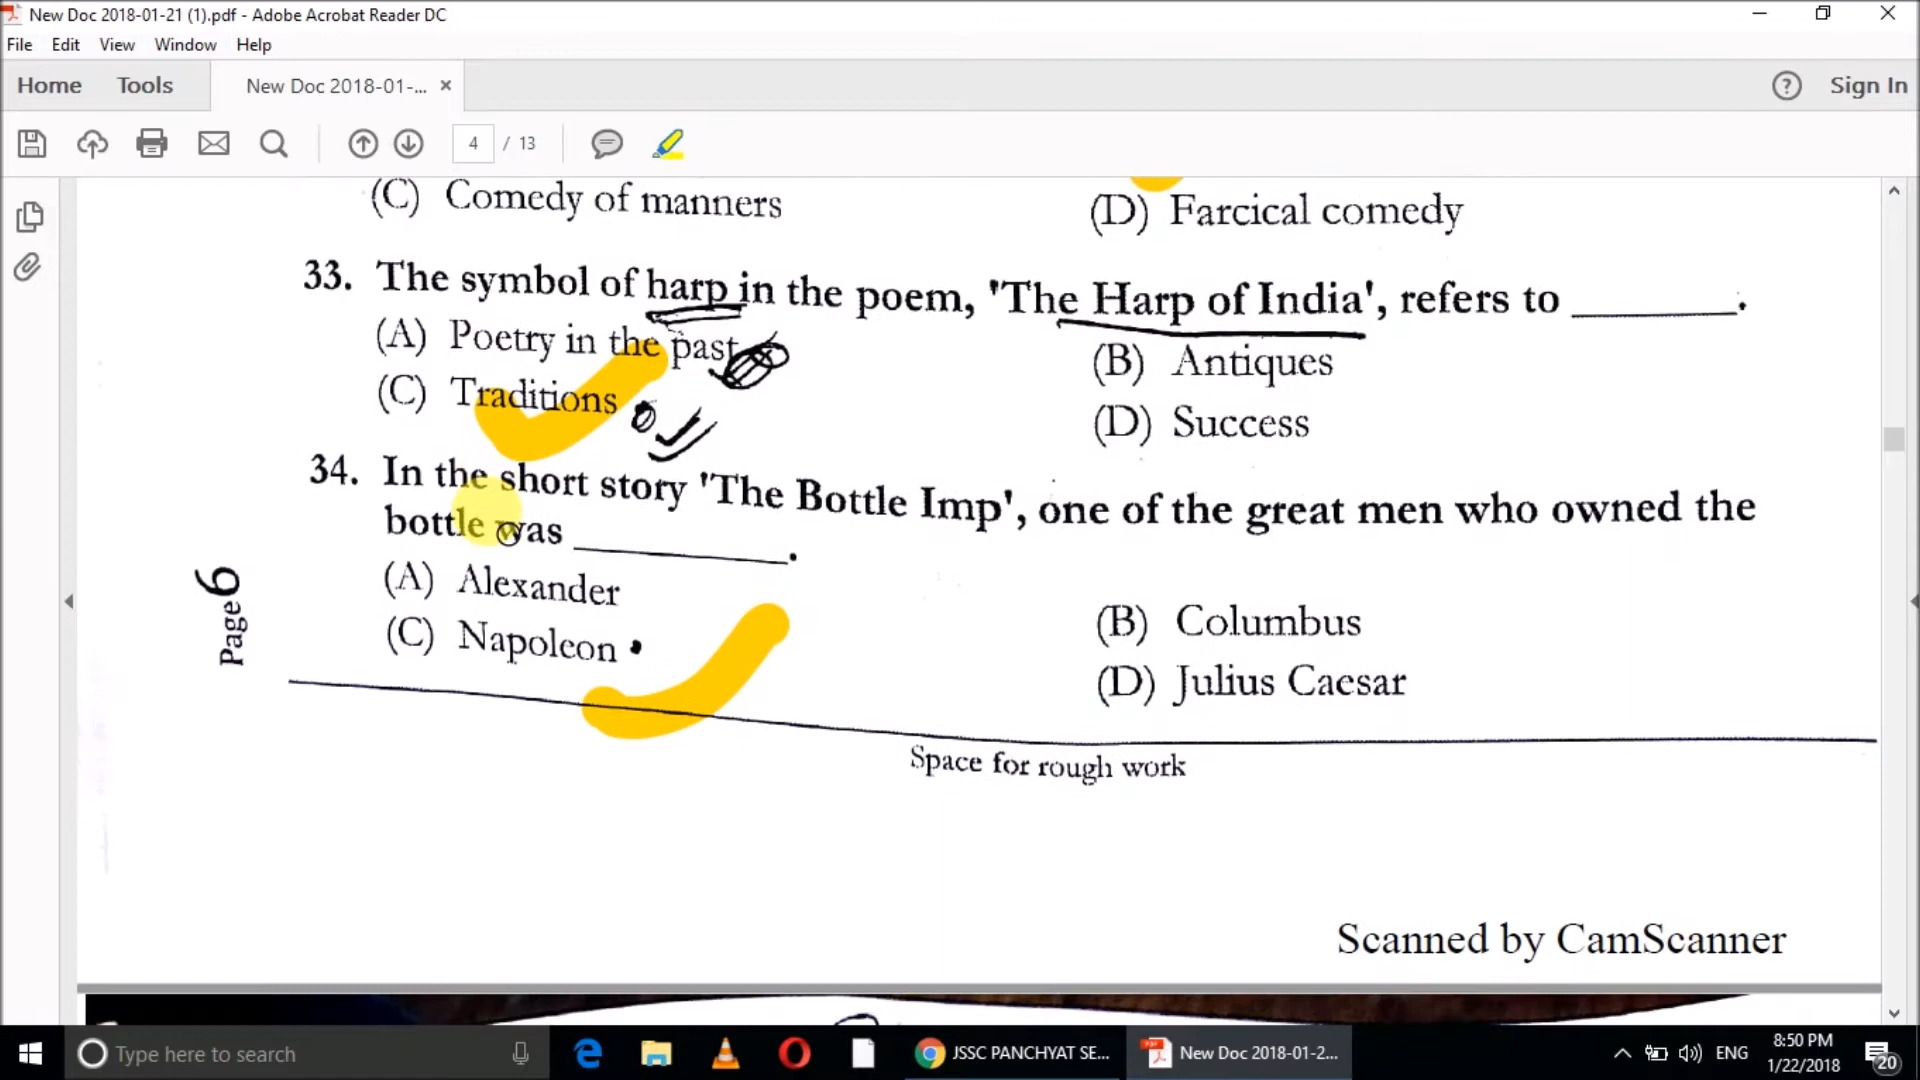 New Doc 2018-01-21 (1).pdf - Adobe Acrobat Reader DC
File Edit View Window Help
Home Tools New Doc 2018-01-... × ? Sign In
4 / 13
(C) Comedy of manners (D) Farcical comedy
33. The symbol of harp in the poem, 'The Harp of India', refers to ________.
(A) Poetry in the past (B) Antiques
(C) Traditions (D) Success
34. In the short story 'The Bottle Imp', one of the great men who owned the
bottle was __________.
(A) Alexander (B) Columbus
(C) Napoleon (D) Julius Caesar
Page 6
Space for rough work
Scanned by CamScanner
Type here to search JSSC PANCHYAT SE... New Doc 2018-01-2... ENG 8:50 PM
1/22/2018 20